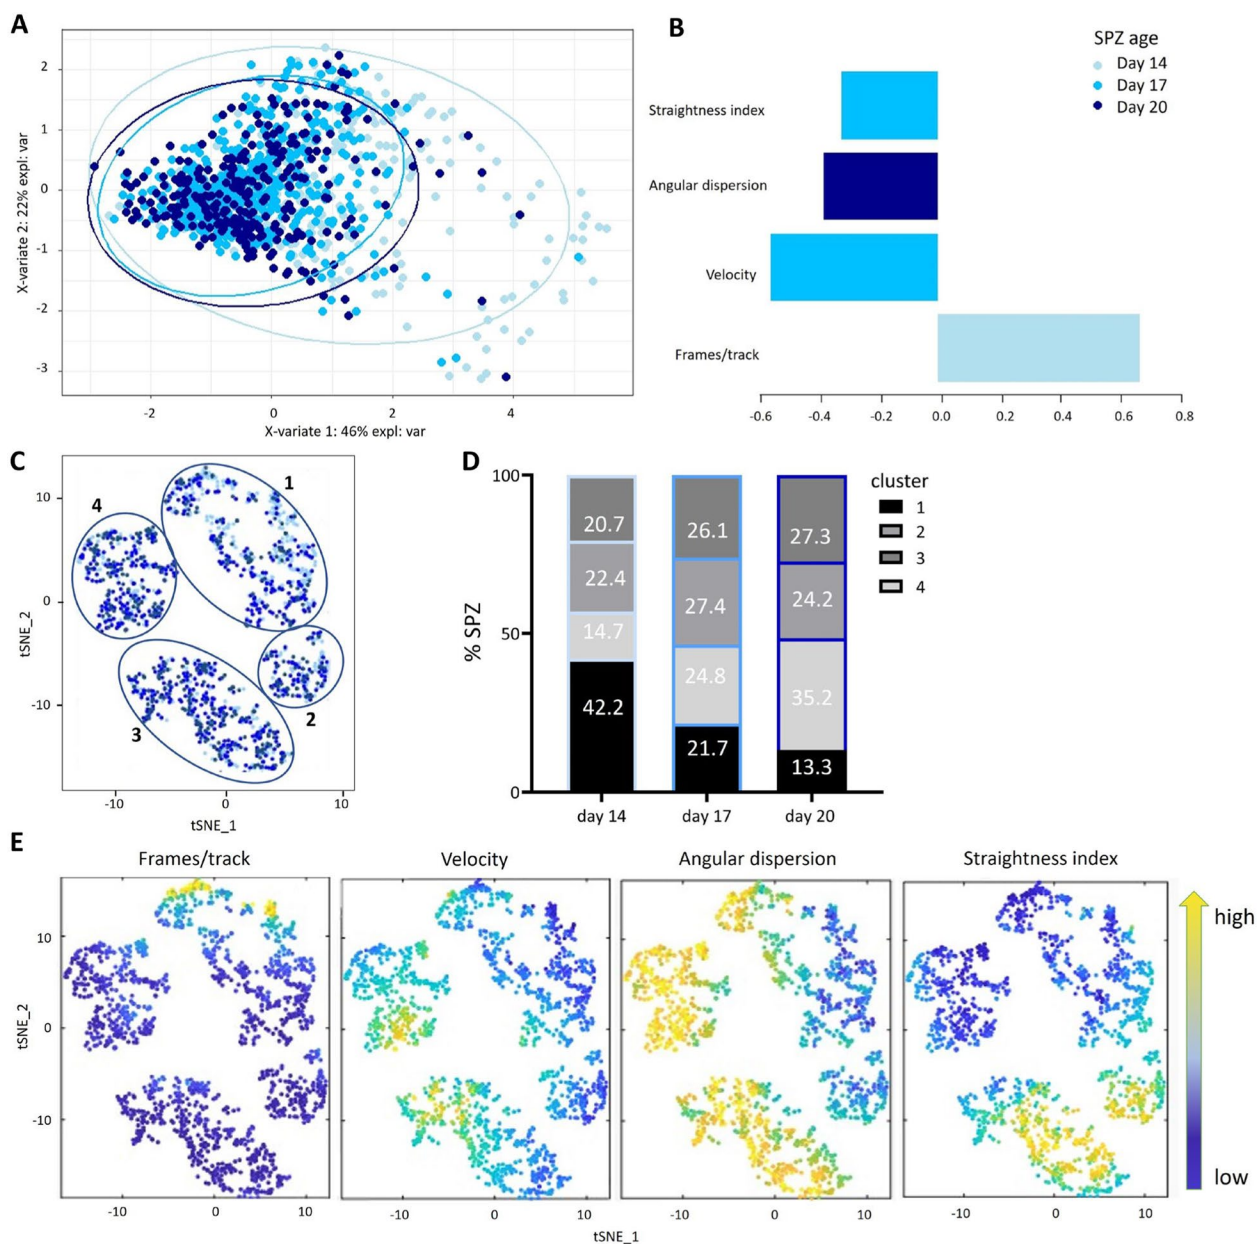 A
2
1
0
-1
-2
-3
X-variate 2: 22% expl: var
-2
0
2
4
X-variate 1: 46% expl: var
B
SPZ age
Day 14
Day 17
Day 20
Straightness index
Angular dispersion
Velocity
Frames/track
-0.6
-0.4
-0.2
0.0
0.2
0.4
0.6
0.8
C
10
0
-10
tSNE_2
1
4
2
3
-10
0
10
tSNE_1
D
100
50
0
% SPZ
20.7
22.4
14.7
42.2
26.1
27.4
24.8
21.7
27.3
24.2
35.2
13.3
day 14
day 17
day 20
cluster
1
2
3
4
E
Frames/track
Velocity
Angular dispersion
Straightness index
10
0
-10
tSNE_2
-10
0
10
-10
0
10
-10
0
10
-10
0
10
tSNE_1
high
low